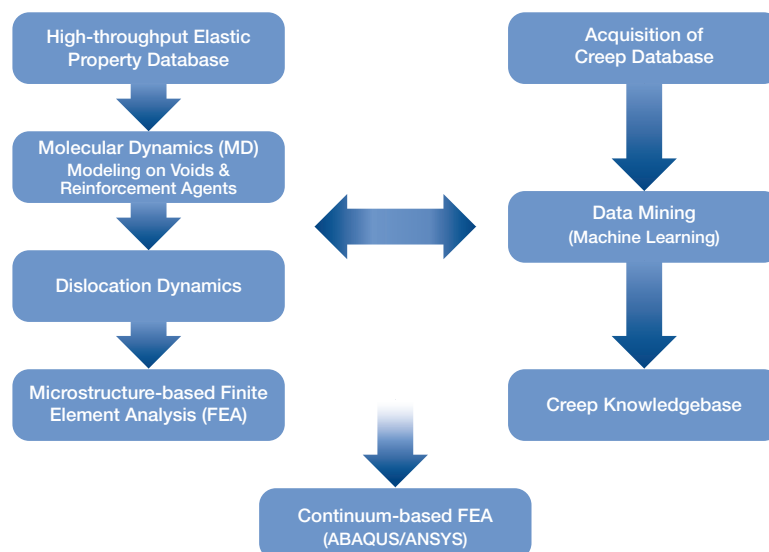 High-throughput Elastic
Property Database
Molecular Dynamics (MD)
Modeling on Voids &
Reinforcement Agents
Dislocation Dynamics
Microstructure-based Finite
Element Analysis (FEA)
Acquisition of
Creep Database
Data Mining
(Machine Learning)
Creep Knowledgebase
Continuum-based FEA
(ABAQUS/ANSYS)